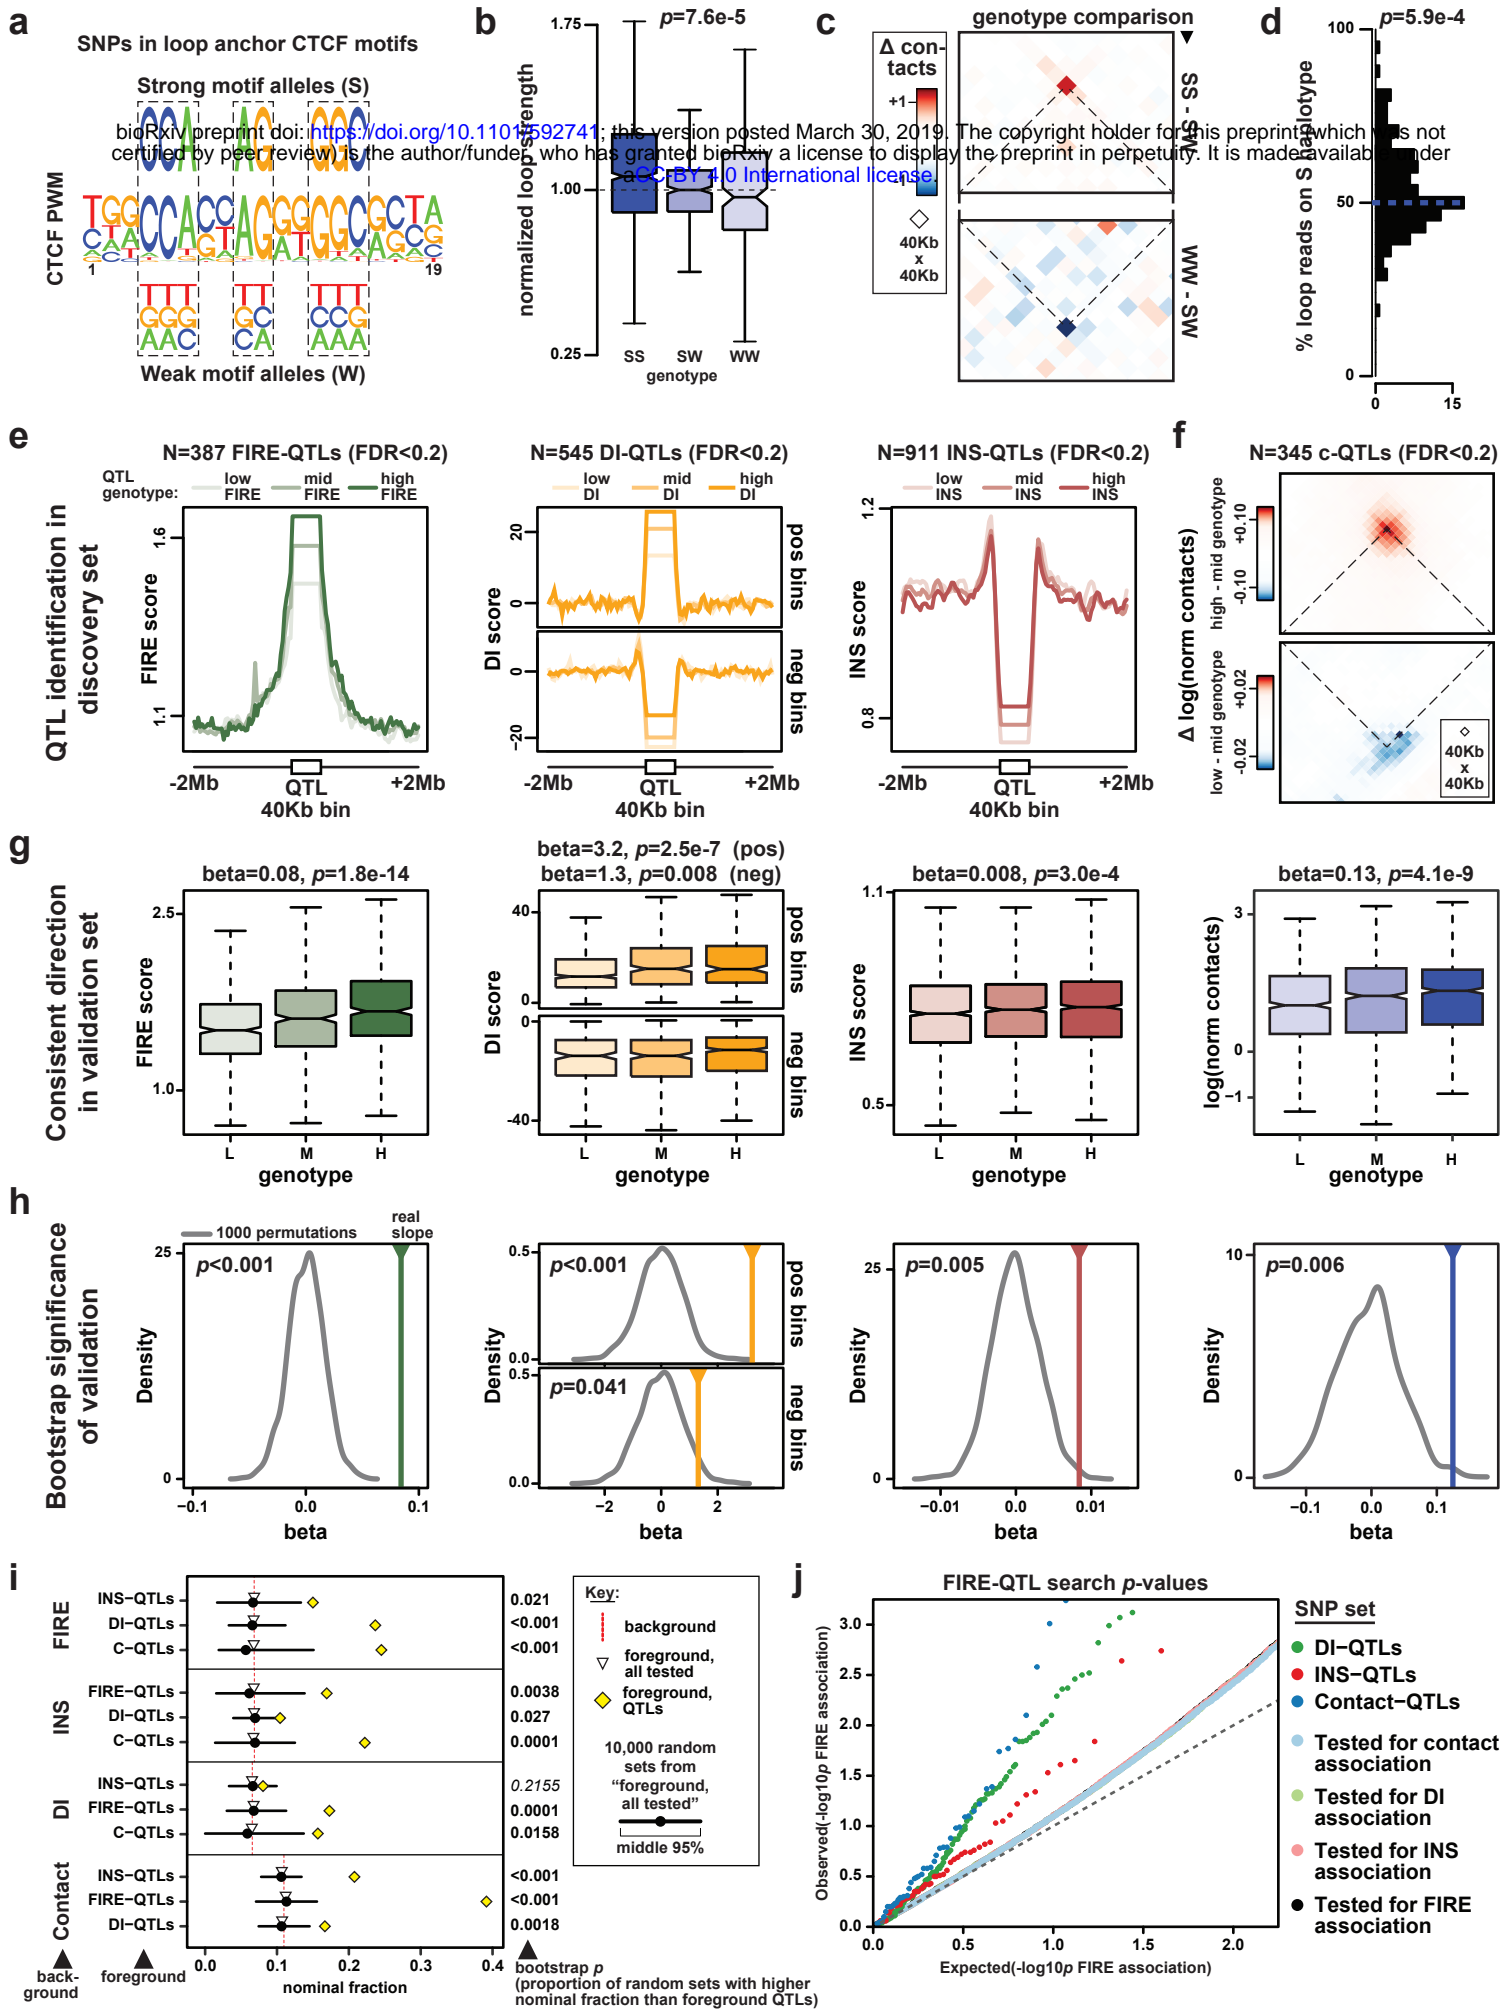 a
SNPs in loop anchor CTCF motifs
Strong motif alleles (S)
CTCF PWM
1
19
Weak motif alleles (W)
bioRxiv preprint doi: https://doi.org/10.1101/592741; this version posted March 30, 2019. The copyright holder for this preprint (which was not
certified by peer review) is the author/funder, who has granted bioRxiv a license to display the preprint in perpetuity. It is made available under
aCC-BY 4.0 International license.
b
p=7.6e-5
normalized loop strength
1.75
1.00
0.25
SS SW WW
genotype
c
genotype comparison
Δ con-
tacts
+1
-1
40Kb
x
40Kb
SS - SW
WW - SW
d
p=5.9e-4
% loop reads on S haplotype
100
50
0
0 15
e
QTL identification in
discovery set
N=387 FIRE-QTLs (FDR<0.2)
QTL
genotype:
low
FIRE
mid
FIRE
high
FIRE
FIRE score
1.6
1.1
-2Mb
QTL
40Kb bin
+2Mb
N=545 DI-QTLs (FDR<0.2)
low
DI
mid
DI
high
DI
DI score
20
0
pos bins
0
-20
neg bins
-2Mb
QTL
40Kb bin
+2Mb
N=911 INS-QTLs (FDR<0.2)
low
INS
mid
INS
high
INS
INS score
1.2
0.8
-2Mb
QTL
40Kb bin
+2Mb
f
N=345 c-QTLs (FDR<0.2)
Δ log(norm contacts)
high - mid genotype
+0.10
-0.10
low - mid genotype
+0.02
-0.02
40Kb
x
40Kb
g
Consistent direction
in validation set
beta=0.08, p=1.8e-14
FIRE score
2.5
1.0
L M H
genotype
beta=3.2, p=2.5e-7 (pos)
beta=1.3, p=0.008 (neg)
DI score
40
0
pos bins
0
-40
neg bins
L M H
genotype
beta=0.008, p=3.0e-4
INS score
1.1
0.5
L M H
genotype
beta=0.13, p=4.1e-9
log(norm contacts)
3
0
−1
L M H
genotype
h
Bootstrap significance
of validation
1000 permutations
real
slope
p<0.001
Density
25
0
−0.1 0.0 0.1
beta
p<0.001
Density
0.5
0.0
pos bins
p=0.041
0.5
0.0
neg bins
−2 0 2
beta
p=0.005
Density
25
0
−0.01 0.0 0.01
beta
p=0.006
Density
10
0
−0.1 0.0 0.1
beta
i
FIRE
INS−QTLs 0.021
DI−QTLs <0.001
C−QTLs <0.001
INS
FIRE−QTLs 0.0038
DI−QTLs 0.027
C−QTLs 0.0001
DI
INS−QTLs 0.2155
FIRE−QTLs 0.0001
C−QTLs 0.0158
Contact
INS−QTLs <0.001
FIRE−QTLs <0.001
DI−QTLs 0.0018
back-
ground
foreground
0.0 0.1 0.2 0.3 0.4
nominal fraction
bootstrap p
(proportion of random sets with higher
nominal fraction than foreground QTLs)
Key:
background
foreground,
all tested
foreground,
QTLs
10,000 random
sets from
“foreground,
all tested”
middle 95%
j
FIRE-QTL search p-values
Observed(-log10p FIRE association)
3.0
2.5
2.0
1.5
1.0
0.5
0.0
0.0 0.5 1.0 1.5 2.0
Expected(-log10p FIRE association)
SNP set
DI−QTLs
INS−QTLs
Contact−QTLs
Tested for contact
association
Tested for DI
association
Tested for INS
association
Tested for FIRE
association